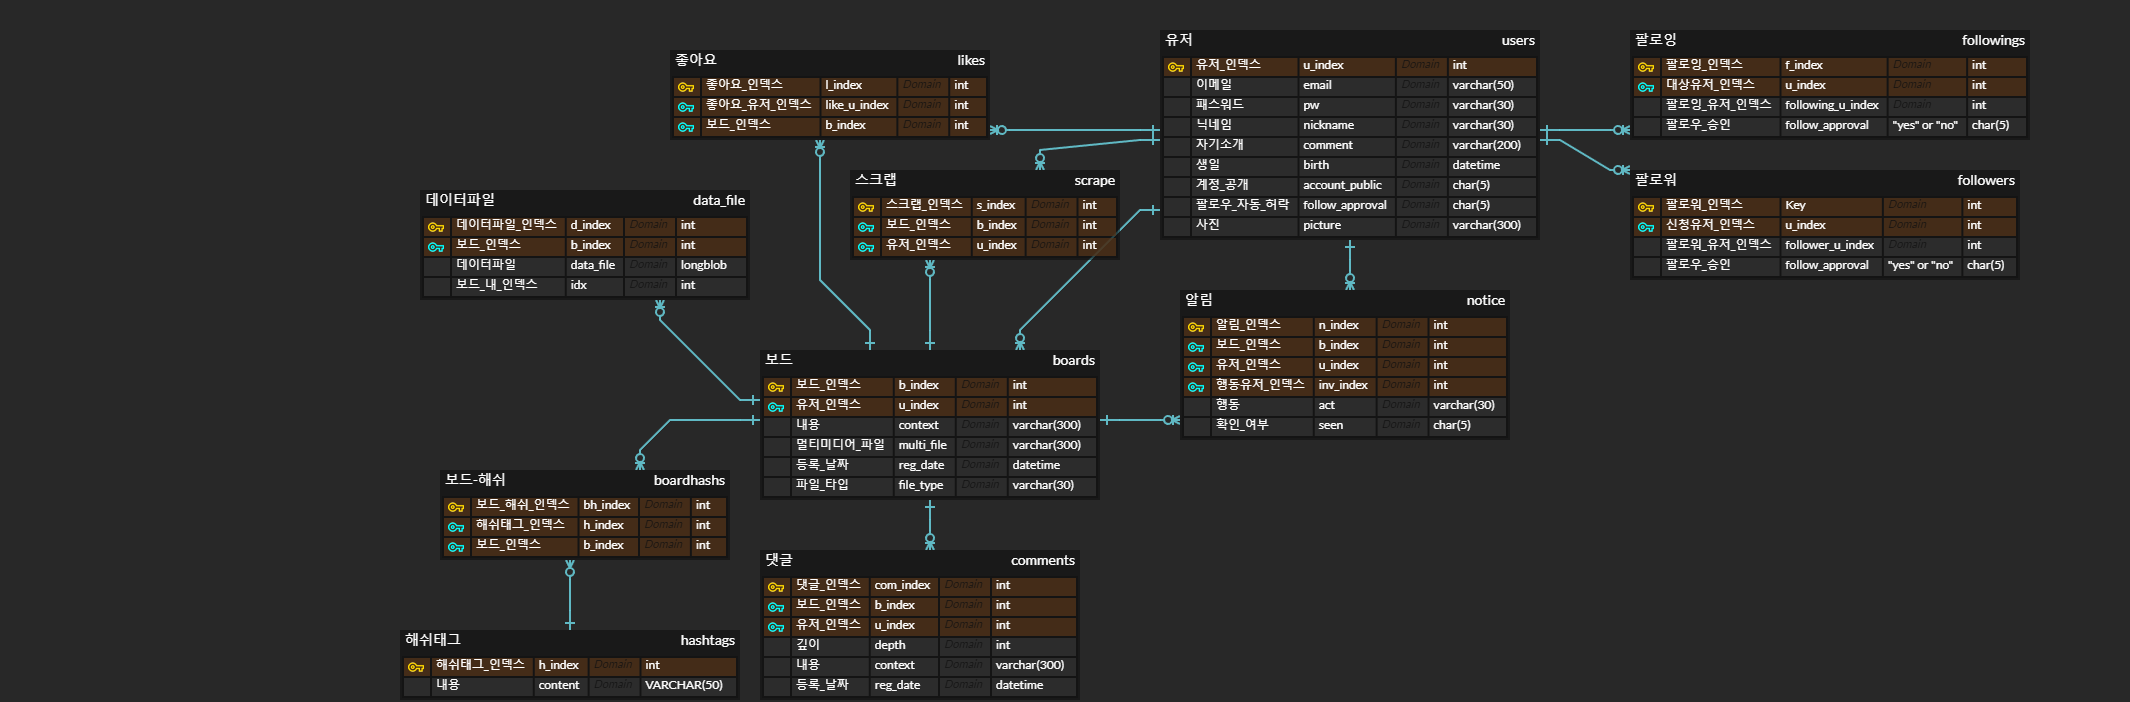 좋아요 likes
좋아요_인덱스 l_index Domain int
좋아요_유저_인덱스 like_u_index Domain int
보드_인덱스 b_index Domain int
유저 users
유저_인덱스 u_index Domain int
이메일 email Domain varchar(50)
패스워드 pw Domain varchar(30)
닉네임 nickname Domain varchar(30)
자기소개 comment Domain varchar(200)
생일 birth Domain datetime
계정_공개 account_public Domain char(5)
팔로우_자동_허락 follow_approval Domain char(5)
사진 picture Domain varchar(300)
팔로잉 followings
팔로잉_인덱스 f_index Domain int
대상유저_인덱스 u_index Domain int
팔로잉_유저_인덱스 following_u_index Domain int
팔로우_승인 follow_approval "yes" or "no" char(5)
스크랩 scrape
스크랩_인덱스 s_index Domain int
보드_인덱스 b_index Domain int
유저_인덱스 u_index Domain int
팔로워 followers
팔로워_인덱스 Key Domain int
신청유저_인덱스 u_index Domain int
팔로워_유저_인덱스 follower_u_index Domain int
팔로우_승인 follow_approval "yes" or "no" char(5)
데이터파일 data_file
데이터파일_인덱스 d_index Domain int
보드_인덱스 b_index Domain int
데이터파일 data_file Domain longblob
보드_내_인덱스 idx Domain int
알림 notice
알림_인덱스 n_index Domain int
보드_인덱스 b_index Domain int
유저_인덱스 u_index Domain int
행동유저_인덱스 inv_index Domain int
행동 act Domain varchar(30)
확인_여부 seen Domain char(5)
보드 boards
보드_인덱스 b_index Domain int
유저_인덱스 u_index Domain int
내용 context Domain varchar(300)
멀티미디어_파일 multi_file Domain varchar(300)
등록_날짜 reg_date Domain datetime
파일_타입 file_type Domain varchar(30)
보드-해쉬 boardhashs
보드_해쉬_인덱스 bh_index Domain int
해쉬태그_인덱스 h_index Domain int
보드_인덱스 b_index Domain int
댓글 comments
댓글_인덱스 com_index Domain int
보드_인덱스 b_index Domain int
유저_인덱스 u_index Domain int
깊이 depth Domain int
내용 context Domain varchar(300)
등록_날짜 reg_date Domain datetime
해쉬태그 hashtags
해쉬태그_인덱스 h_index Domain int
내용 content Domain VARCHAR(50)